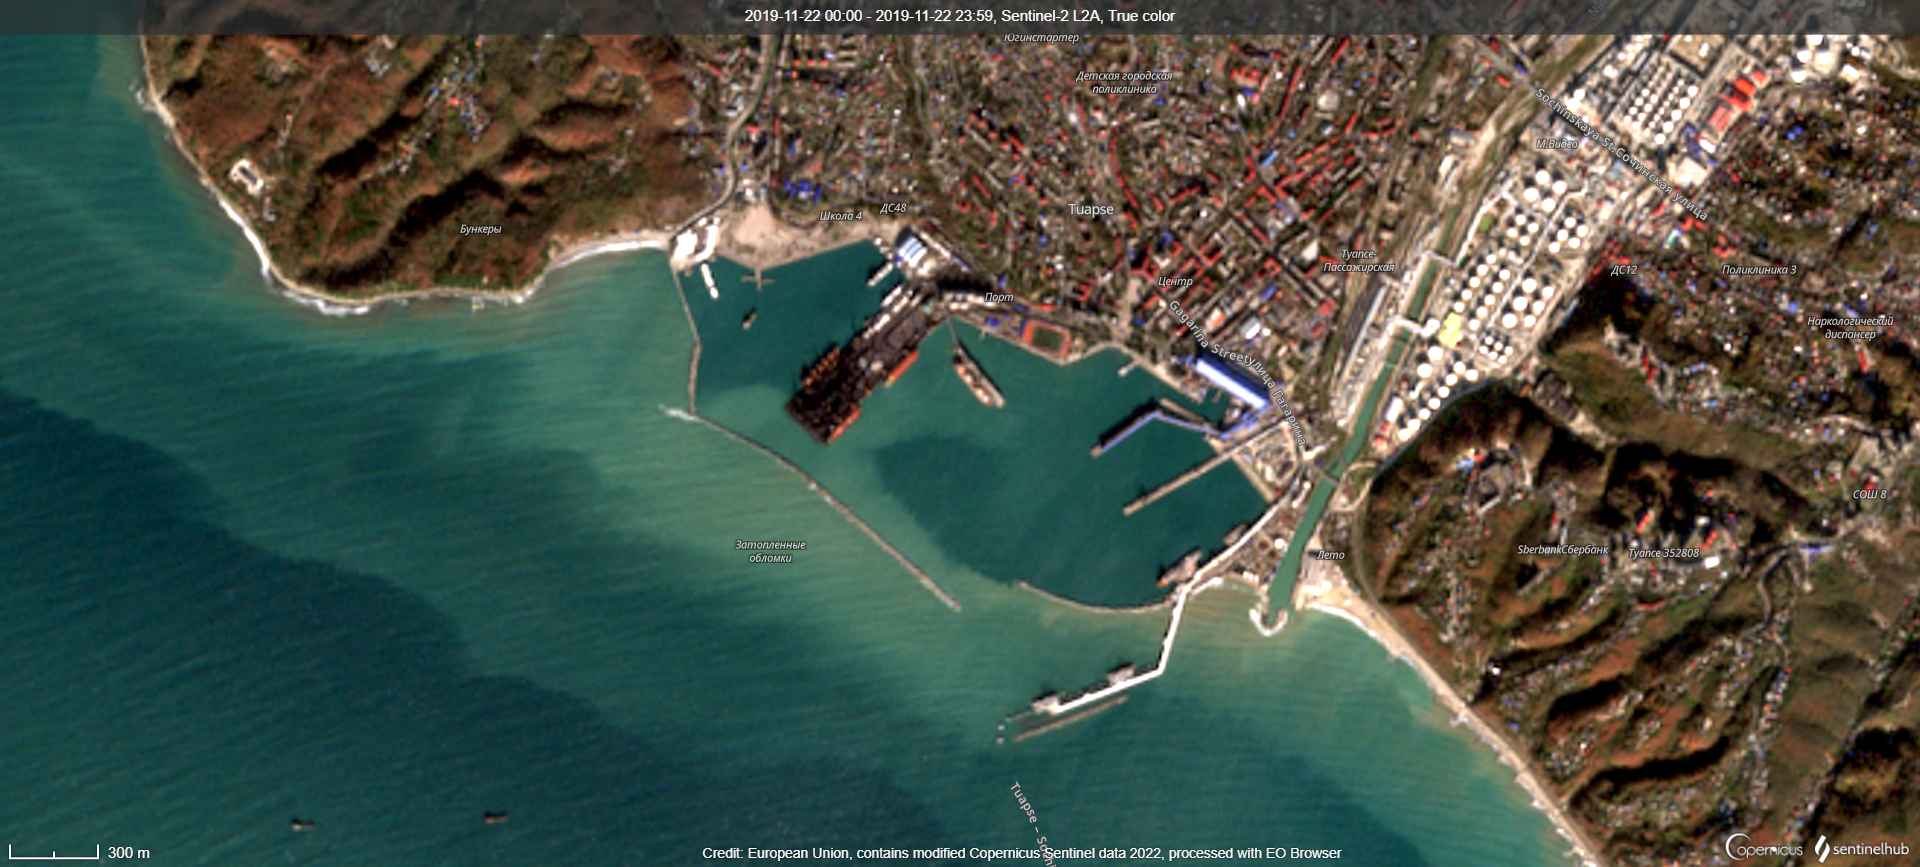 2019-11-22 00:00 - 2019-11-22 23:59, Sentinel-2 L2A, True color
Югинстартер
Детская городская
поликлиника
Sochinskaya St.Сочинская улица
М.Видео
Школа 4
ДС48
Tuapse
Бункеры
Туапсе-
Пассажирская
ДС12
Поликлиника 3
Центр
Порт
Gagarina Streetулица Гагарина
Наркологический
диспансер
СОШ 8
Затопленные
обломки
Лето
SberbankСбербанк
Туапсе 352808
Tuapse - Sochi
300 m
Credit: European Union, contains modified Copernicus Sentinel data 2022, processed with EO Browser
Copernicus
sentinelhub